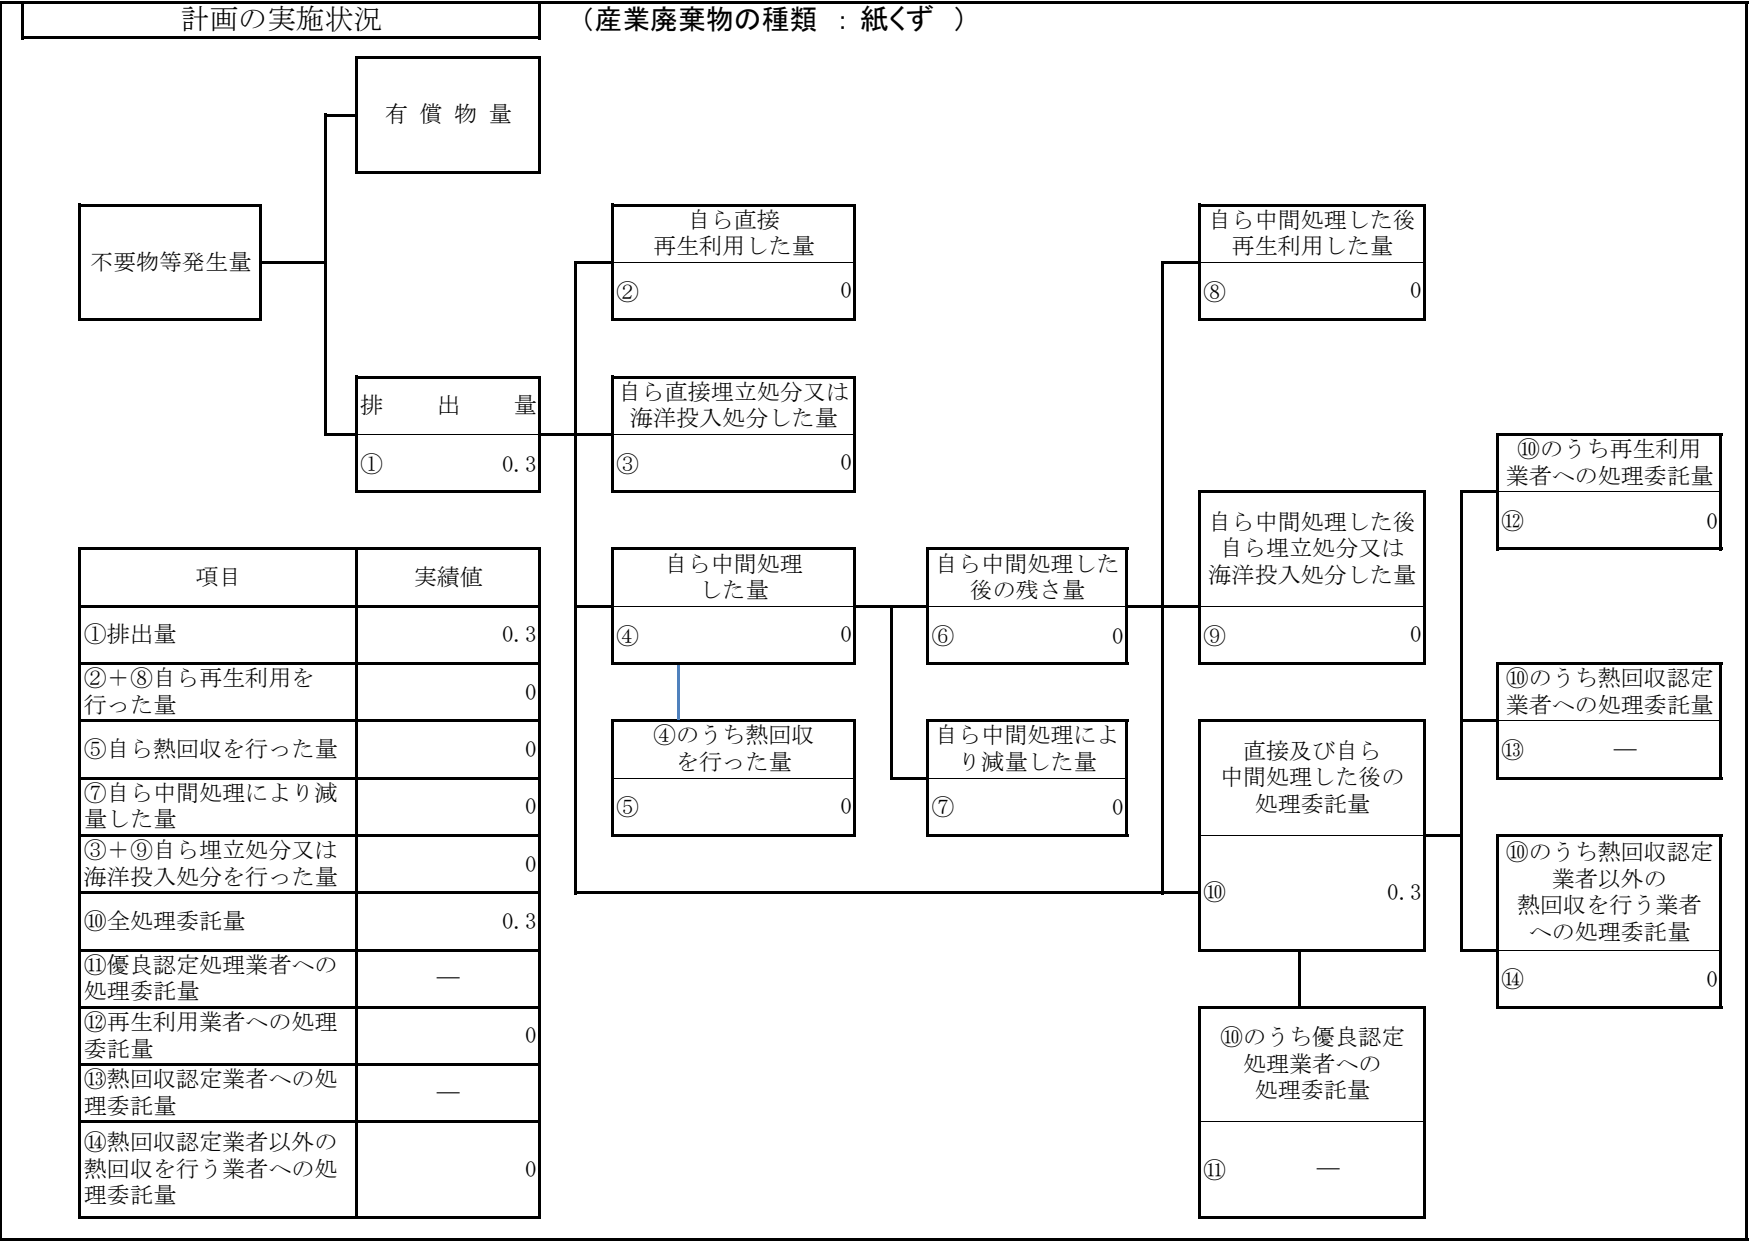 計画の実施状況
（産業廃棄物の種類 ： 紙くず ）
有償物量
不要物等発生量
自ら直接
再生利用した量
② 0
自ら中間処理した後
再生利用した量
⑧ 0
排出量
① 0.3
自ら直接埋立処分又は
海洋投入処分した量
③ 0
⑩のうち再生利用
業者への処理委託量
⑫ 0
自ら中間処理した後
自ら埋立処分又は
海洋投入処分した量
⑨ 0
自ら中間処理
した量
④ 0
自ら中間処理した
後の残さ量
⑥ 0
⑩のうち熱回収認定
業者への処理委託量
⑬ ―
④のうち熱回収
を行った量
⑤ 0
自ら中間処理によ
り減量した量
⑦ 0
直接及び自ら
中間処理した後の
処理委託量
⑩ 0.3
⑩のうち熱回収認定
業者以外の
熱回収を行う業者
への処理委託量
⑭ 0
⑩のうち優良認定
処理業者への
処理委託量
⑪ ―
項目 実績値
①排出量 0.3
②＋⑧自ら再生利用を
行った量 0
⑤自ら熱回収を行った量 0
⑦自ら中間処理により減
量した量 0
③＋⑨自ら埋立処分又は
海洋投入処分を行った量 0
⑩全処理委託量 0.3
⑪優良認定処理業者への
処理委託量 ―
⑫再生利用業者への処理
委託量 0
⑬熱回収認定業者への処
理委託量 ―
⑭熱回収認定業者以外の
熱回収を行う業者への処
理委託量 0